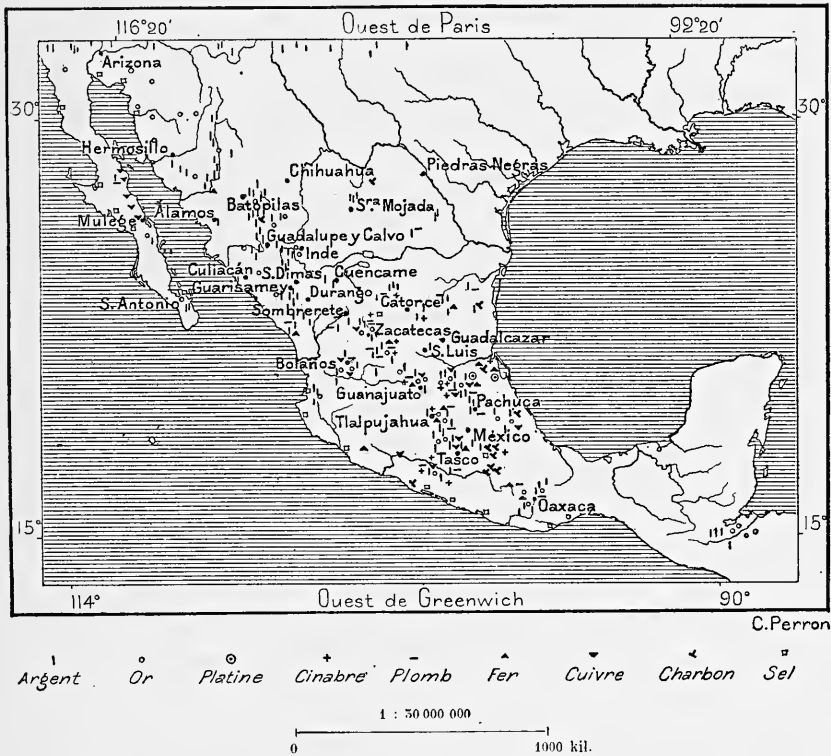 116°20'
Ouest de Paris
99°20'
Arizona
30°
30°
Hermosillo
Chihuahua
Piedras Negras
Mulege
Álamos
Batopilas
Sra Mojada
Guadalupe y Calvo
Inde
Culiacán
S. Dimas
Cuencame
Guarisamey
Durango
Catorce
S. Antonio
Sombrerete
Zacatecas
Guadalcazar
S. Luis
Bolaños
Guanajuato
Pachuca
Tlalpujahua
México
Tasco
Oaxaca
15°
15°
114°
Ouest de Greenwich
90°
C. Perron
Argent Or Platine Cinabre Plomb Fer Cuivre Charbon Sel
1 : 30 000 000
0 1000 kil.